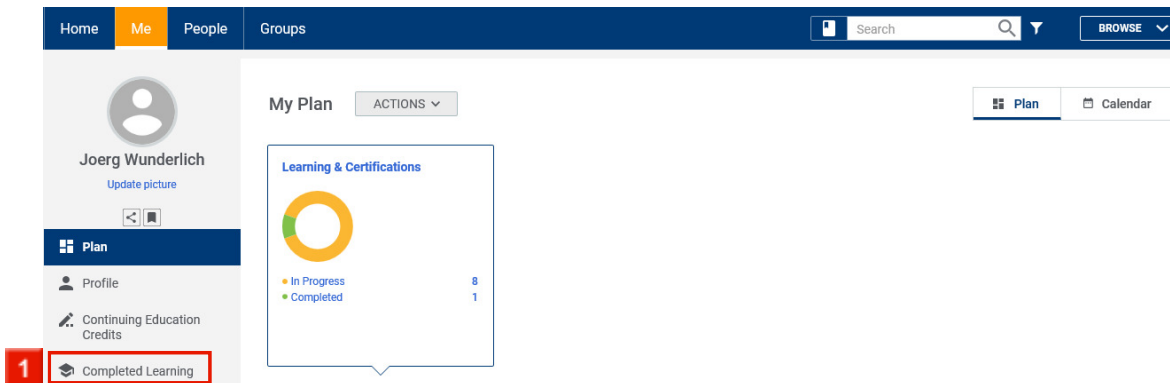 Home Me People Groups Search BROWSE
My Plan ACTIONS Plan Calendar
Joerg Wunderlich
Update picture
Learning & Certifications
In Progress 8
Completed 1
Plan
Profile
Continuing Education
Credits
1 Completed Learning